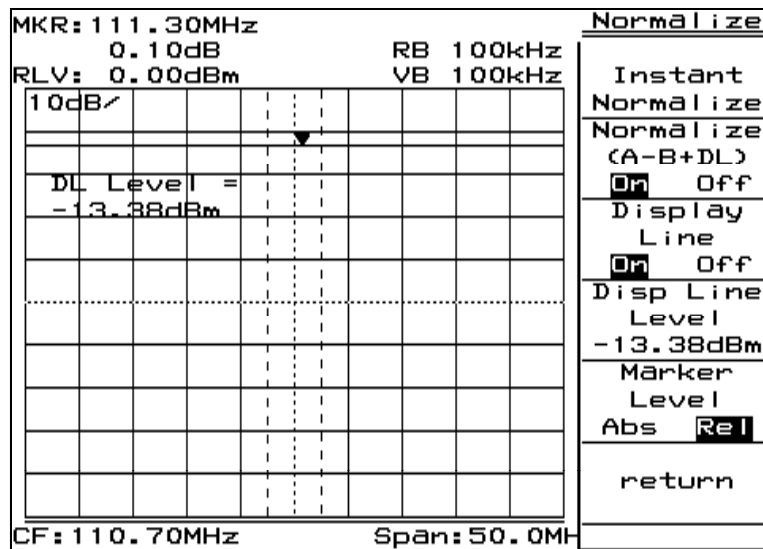 MKR:111.30MHz
0.10dB
RB 100kHz
RLV: 0.00dBm
VB 100kHz
10dB/
DL Level =
-13.38dBm
CF:110.70MHz
Span:50.0MH
Normalize
Instant
Normalize
Normalize
(A-B+DL)
On Off
Display
Line
On Off
Disp Line
Level
-13.38dBm
Marker
Level
Abs Rel
return